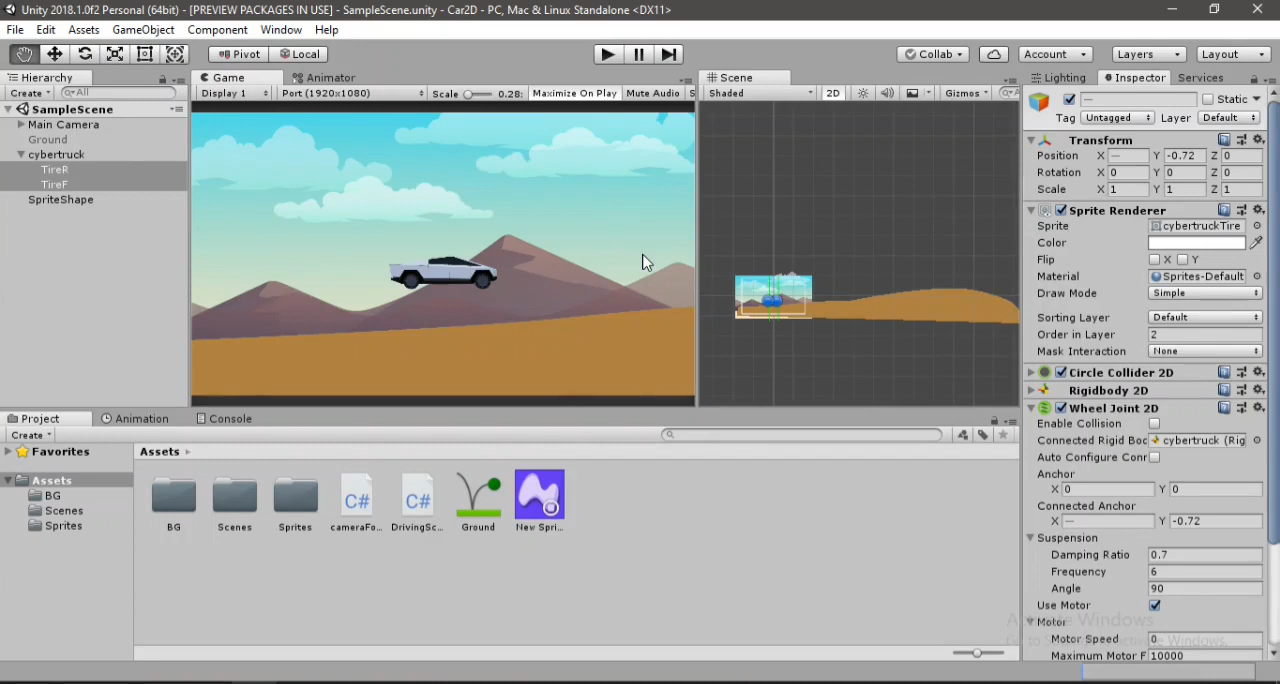 Unity 2018.1.0f2 Personal (64bit) - [PREVIEW PACKAGES IN USE] - SampleScene.unity - Car2D - PC, Mac & Linux Standalone <DX11>
File Edit Assets GameObject Component Window Help
Pivot Local Collab Account Layers Layout
Hierarchy
Create All
SampleScene
Main Camera
Ground
cybertruck
TireR
TireF
SpriteShape
Game Animator
Display 1 Port (1920x1080) Scale 0.28: Maximize On Play Mute Audio S
Scene
Shaded 2D Gizmos
Lighting Inspector Services
— Static
Tag Untagged Layer Default
Transform
Position X — Y -0.72 Z 0
Rotation X 0 Y 0 Z 0
Scale X 1 Y 1 Z 1
Sprite Renderer
Sprite cybertruckTire
Color
Flip X Y
Material Sprites-Default
Draw Mode Simple
Sorting Layer Default
Order in Layer 2
Mask Interaction None
Circle Collider 2D
Rigidbody 2D
Wheel Joint 2D
Enable Collision
Connected Rigid Boc cybertruck (Rig
Auto Configure Conr
Anchor
X 0 Y 0
Connected Anchor
X — Y -0.72
Suspension
Damping Ratio 0.7
Frequency 6
Angle 90
Use Motor
Motor
Motor Speed 0
Maximum Motor F 10000
Project Animation Console
Create
Favorites
Assets
BG
Scenes
Sprites
Assets
BG Scenes Sprites cameraFo... DrivingSc... Ground New Spri...